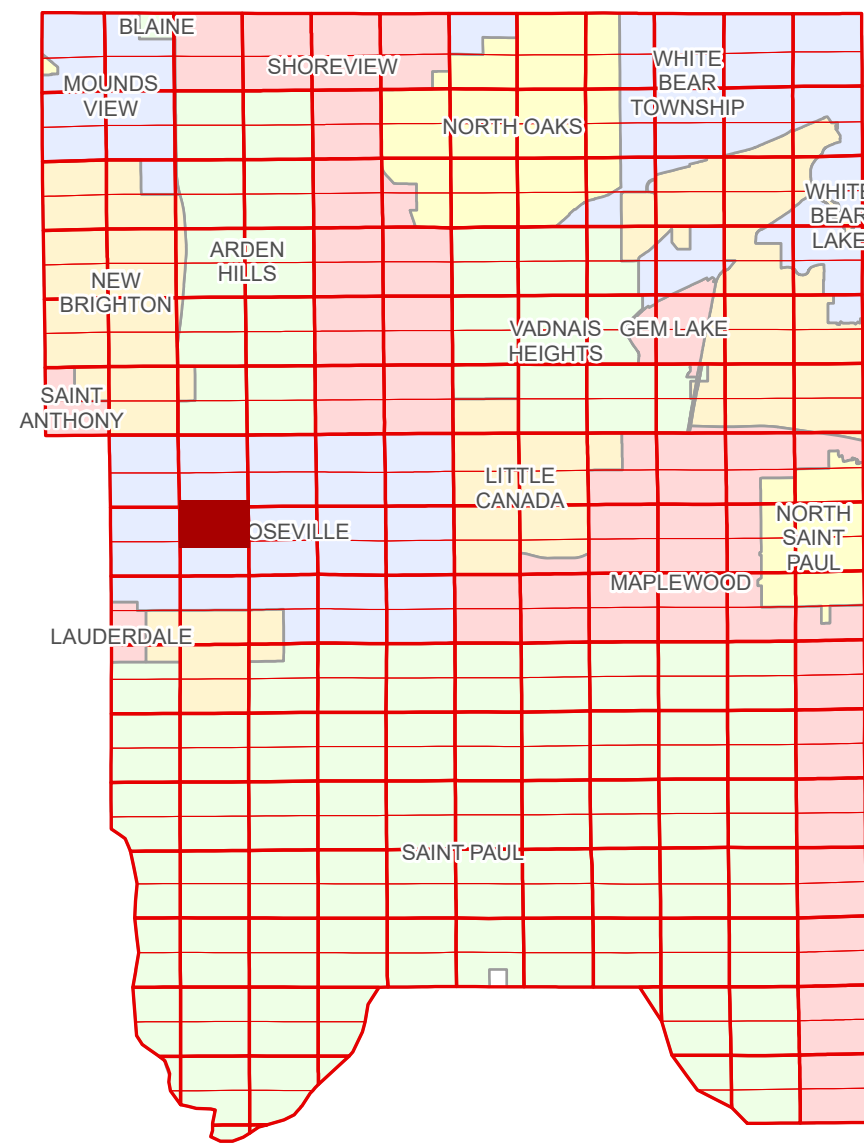 BLAINE
SHOREVIEW
WHITE
BEAR
TOWNSHIP
MOUNDS
VIEW
NORTH OAKS
WHITE
BEAR
LAKE
ARDEN
HILLS
NEW
BRIGHTON
VADNAIS
HEIGHTS
GEM LAKE
SAINT
ANTHONY
LITTLE
CANADA
NORTH
SAINT
PAUL
OSEVILLE
MAPLEWOOD
LAUDERDALE
SAINT PAUL